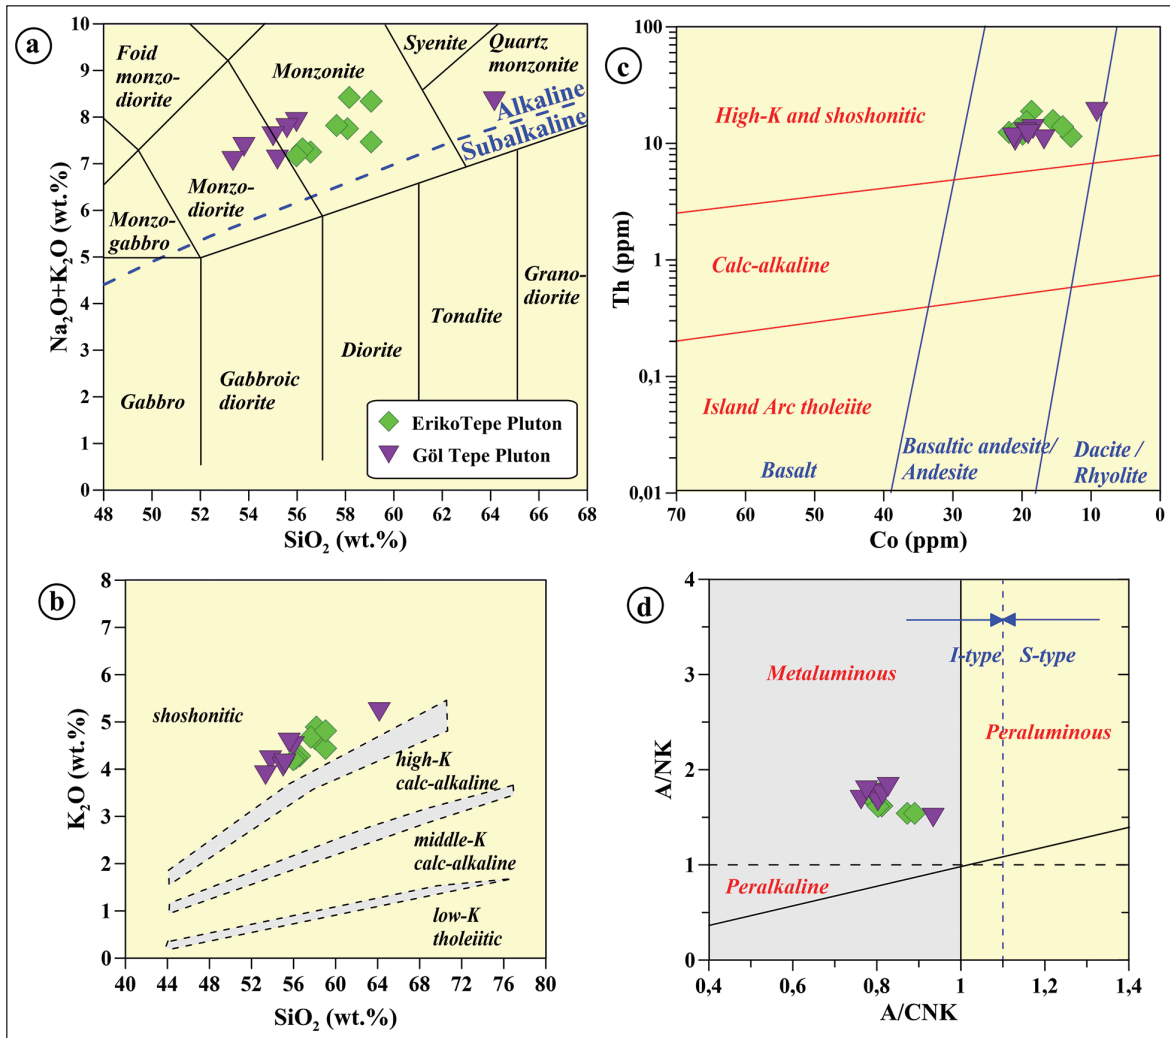 a
10
8
6
4
2
0
Na₂O+K₂O (wt.%)
48 50 52 54 56 58 60 62 64 66 68
SiO₂ (wt.%)
Foid
monzo-
diorite
Monzonite
Syenite
Quartz
monzonite
Alkaline
Subalkaline
Monzo-
diorite
Monzo-
gabbro
Gabbro
Gabbroic
diorite
Diorite
Tonalite
Grano-
diorite
ErikoTepe Pluton
Göl Tepe Pluton
c
100
10
1
0,1
0,01
Th (ppm)
70 60 50 40 30 20 10 0
Co (ppm)
High-K and shoshonitic
Calc-alkaline
Island Arc tholeiite
Basalt
Basaltic andesite/
Andesite
Dacite /
Rhyolite
b
8
7
6
5
4
3
2
1
0
K₂O (wt.%)
40 44 48 52 56 60 64 68 72 76 80
SiO₂ (wt.%)
shoshonitic
high-K
calc-alkaline
middle-K
calc-alkaline
low-K
tholeiitic
d
4
3
2
1
0
A/NK
0,4 0,6 0,8 1 1,2 1,4
A/CNK
I-type
S-type
Metaluminous
Peraluminous
Peralkaline